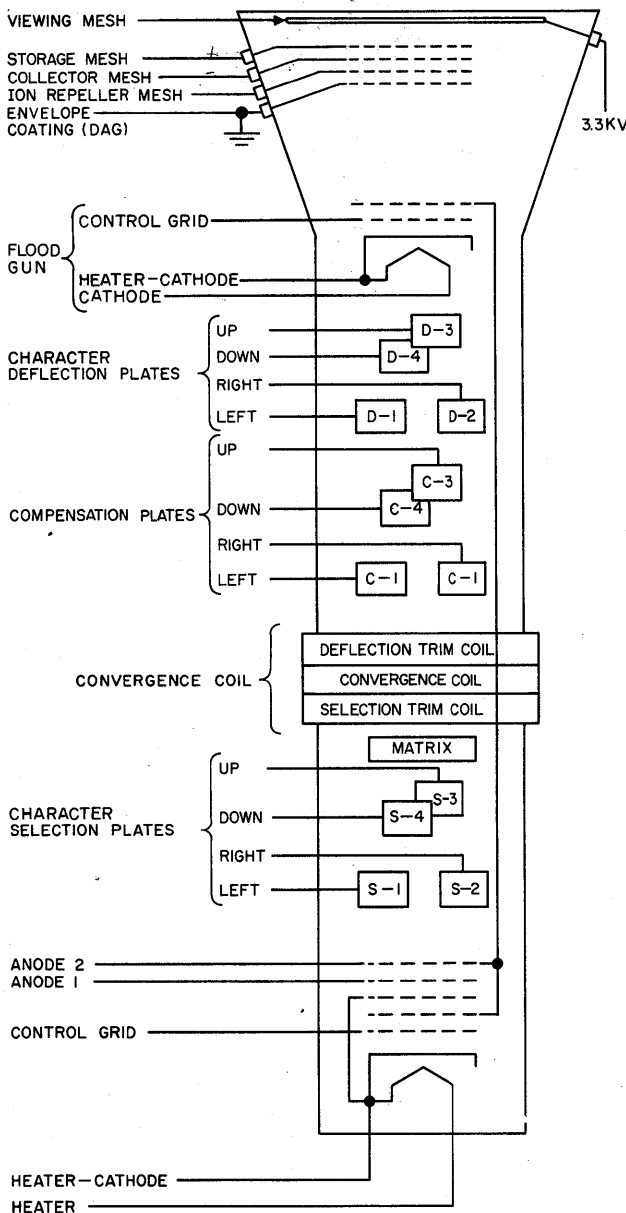 VIEWING MESH
STORAGE MESH
COLLECTOR MESH
ION REPELLER MESH
ENVELOPE
COATING (DAG)
3.3KV
CONTROL GRID
FLOOD
GUN
HEATER-CATHODE
CATHODE
CHARACTER
DEFLECTION PLATES
UP
D-3
DOWN
D-4
RIGHT
LEFT
D-1
D-2
COMPENSATION PLATES
UP
C-3
DOWN
C-4
RIGHT
LEFT
C-1
C-1
CONVERGENCE COIL
DEFLECTION TRIM COIL
CONVERGENCE COIL
SELECTION TRIM COIL
MATRIX
CHARACTER
SELECTION PLATES
UP
S-3
DOWN
S-4
RIGHT
LEFT
S-1
S-2
ANODE 2
ANODE 1
CONTROL GRID
HEATER-CATHODE
HEATER